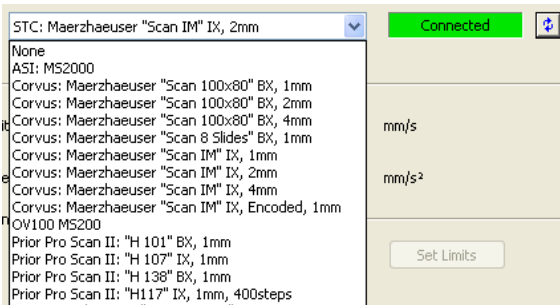 STC: Maerzhaeuser "Scan IM" IX, 2mm
Connected
None
ASI: MS2000
Corvus: Maerzhaeuser "Scan 100x80" BX, 1mm
Corvus: Maerzhaeuser "Scan 100x80" BX, 2mm
Corvus: Maerzhaeuser "Scan 100x80" BX, 4mm
mm/s
Corvus: Maerzhaeuser "Scan 8 Slides" BX, 1mm
Corvus: Maerzhaeuser "Scan IM" IX, 1mm
Corvus: Maerzhaeuser "Scan IM" IX, 2mm
mm/s²
Corvus: Maerzhaeuser "Scan IM" IX, 4mm
Corvus: Maerzhaeuser "Scan IM" IX, Encoded, 1mm
OV100 MS200
Prior Pro Scan II: "H 101" BX, 1mm
Prior Pro Scan II: "H 107" IX, 1mm
Set Limits
Prior Pro Scan II: "H 138" BX, 1mm
Prior Pro Scan II: "H117" IX, 1mm, 400steps